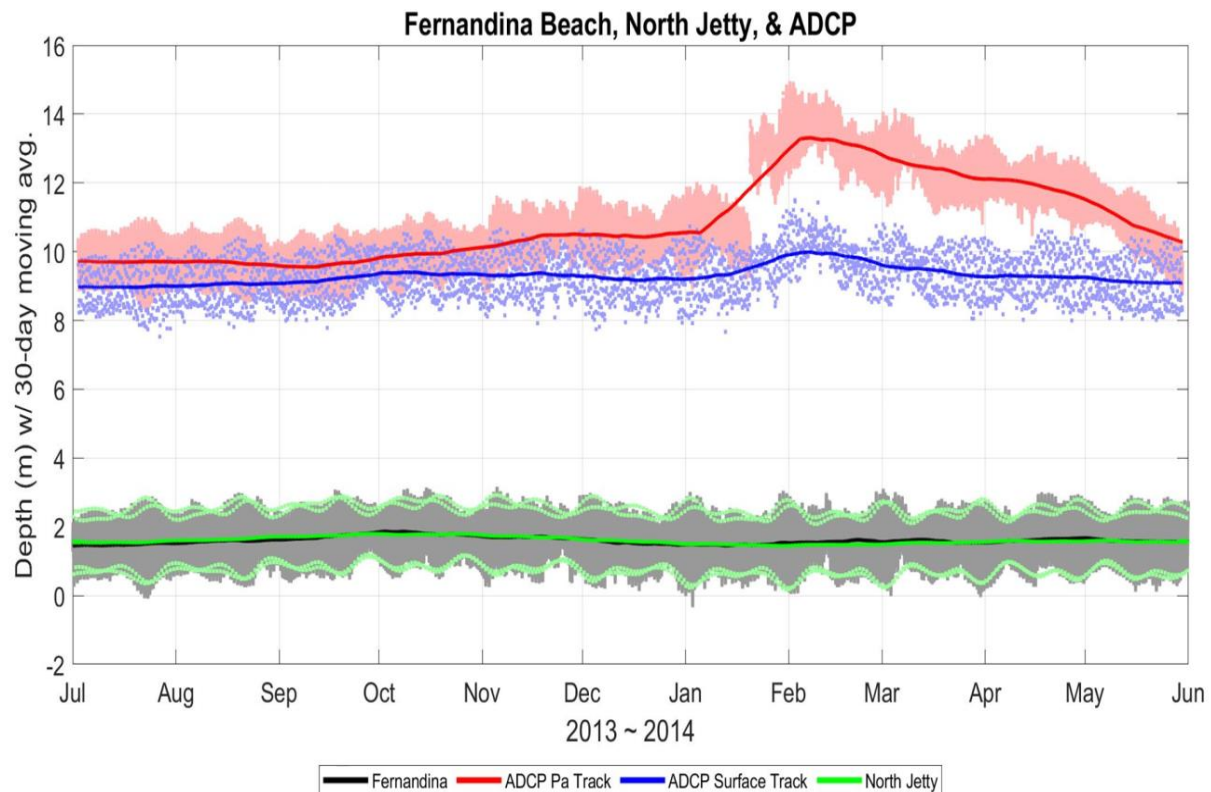 Fernandina Beach, North Jetty, & ADCP
Depth (m) w/ 30-day moving avg.
16
14
12
10
8
6
4
2
0
-2
Jul Aug Sep Oct Nov Dec Jan Feb Mar Apr May Jun
2013 ~ 2014
Fernandina ADCP Pa Track ADCP Surface Track North Jetty